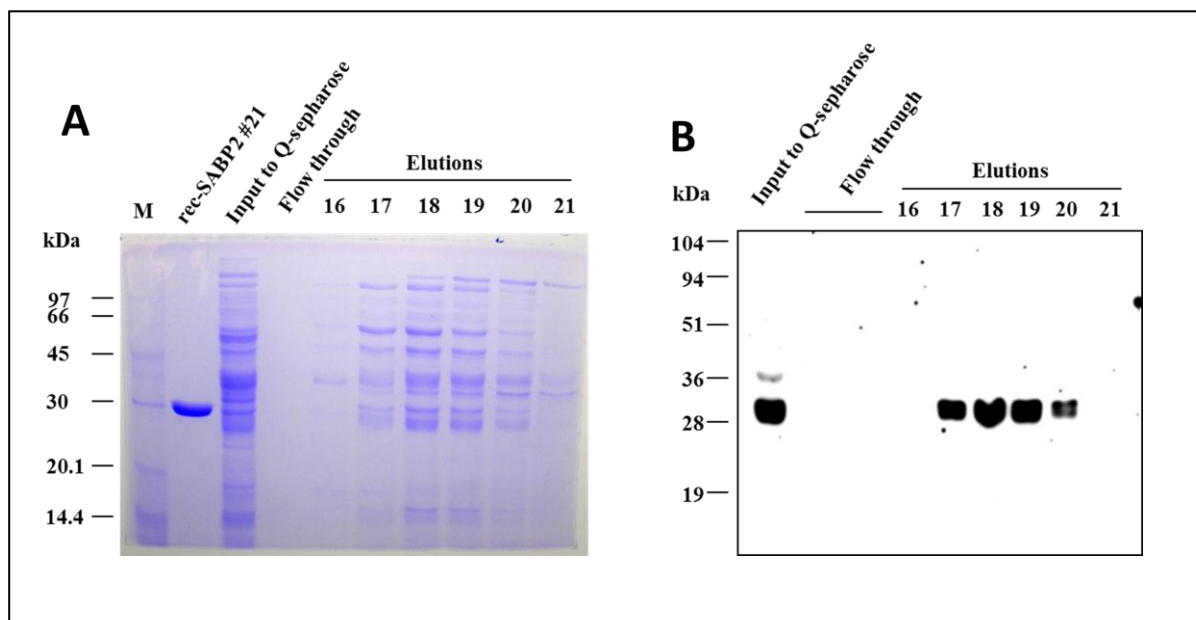 A
rec-SABP2 #21
Input to Q-sepharose
Flow through
Elutions
M
16 17 18 19 20 21
kDa
97
66
45
30
20.1
14.4
B
Input to Q-sepharose
Flow through
Elutions
kDa
16 17 18 19 20 21
104
94
51
36
28
19